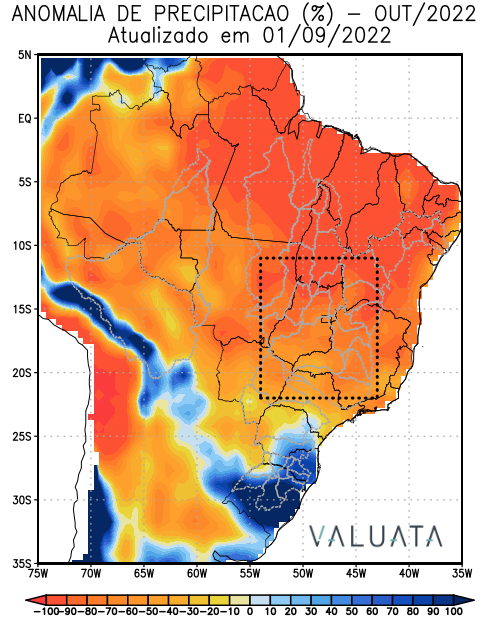 ANOMALIA DE PRECIPITACAO (%) – OUT/2022
Atualizado em 01/09/2022
5N
EQ
5S
10S
15S
20S
25S
30S
35S
VALUATA
75W 70W 65W 60W 55W 50W 45W 40W 35W
-100 -90 -80 -70 -60 -50 -40 -30 -20 -10 0 10 20 30 40 50 60 70 80 90 100